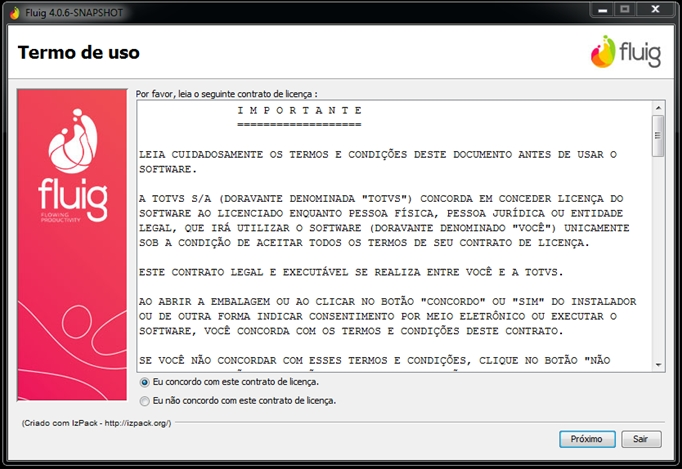 Fluig 4.0.6-SNAPSHOT
Termo de uso
fluig
fluig
FLOWING
PRODUCTIVITY
Por favor, leia o seguinte contrato de licença :
I M P O R T A N T E
===================
LEIA CUIDADOSAMENTE OS TERMOS E CONDIÇÕES DESTE DOCUMENTO ANTES DE USAR O
SOFTWARE.
A TOTVS S/A (DORAVANTE DENOMINADA "TOTVS") CONCORDA EM CONCEDER LICENÇA DO
SOFTWARE AO LICENCIADO ENQUANTO PESSOA FÍSICA, PESSOA JURÍDICA OU ENTIDADE
LEGAL, QUE IRÁ UTILIZAR O SOFTWARE (DORAVANTE DENOMINADO "VOCÊ") UNICAMENTE
SOB A CONDIÇÃO DE ACEITAR TODOS OS TERMOS DE SEU CONTRATO DE LICENÇA.
ESTE CONTRATO LEGAL E EXECUTÁVEL SE REALIZA ENTRE VOCÊ E A TOTVS.
AO ABRIR A EMBALAGEM OU AO CLICAR NO BOTÃO "CONCORDO" OU "SIM" DO INSTALADOR
OU DE OUTRA FORMA INDICAR CONSENTIMENTO POR MEIO ELETRÔNICO OU EXECUTAR O
SOFTWARE, VOCÊ CONCORDA COM OS TERMOS E CONDIÇÕES DESTE CONTRATO.
SE VOCÊ NÃO CONCORDAR COM ESSES TERMOS E CONDIÇÕES, CLIQUE NO BOTÃO "NÃO
Eu concordo com este contrato de licença.
Eu não concordo com este contrato de licença.
(Criado com IzPack - http://izpack.org/)
Próximo
Sair